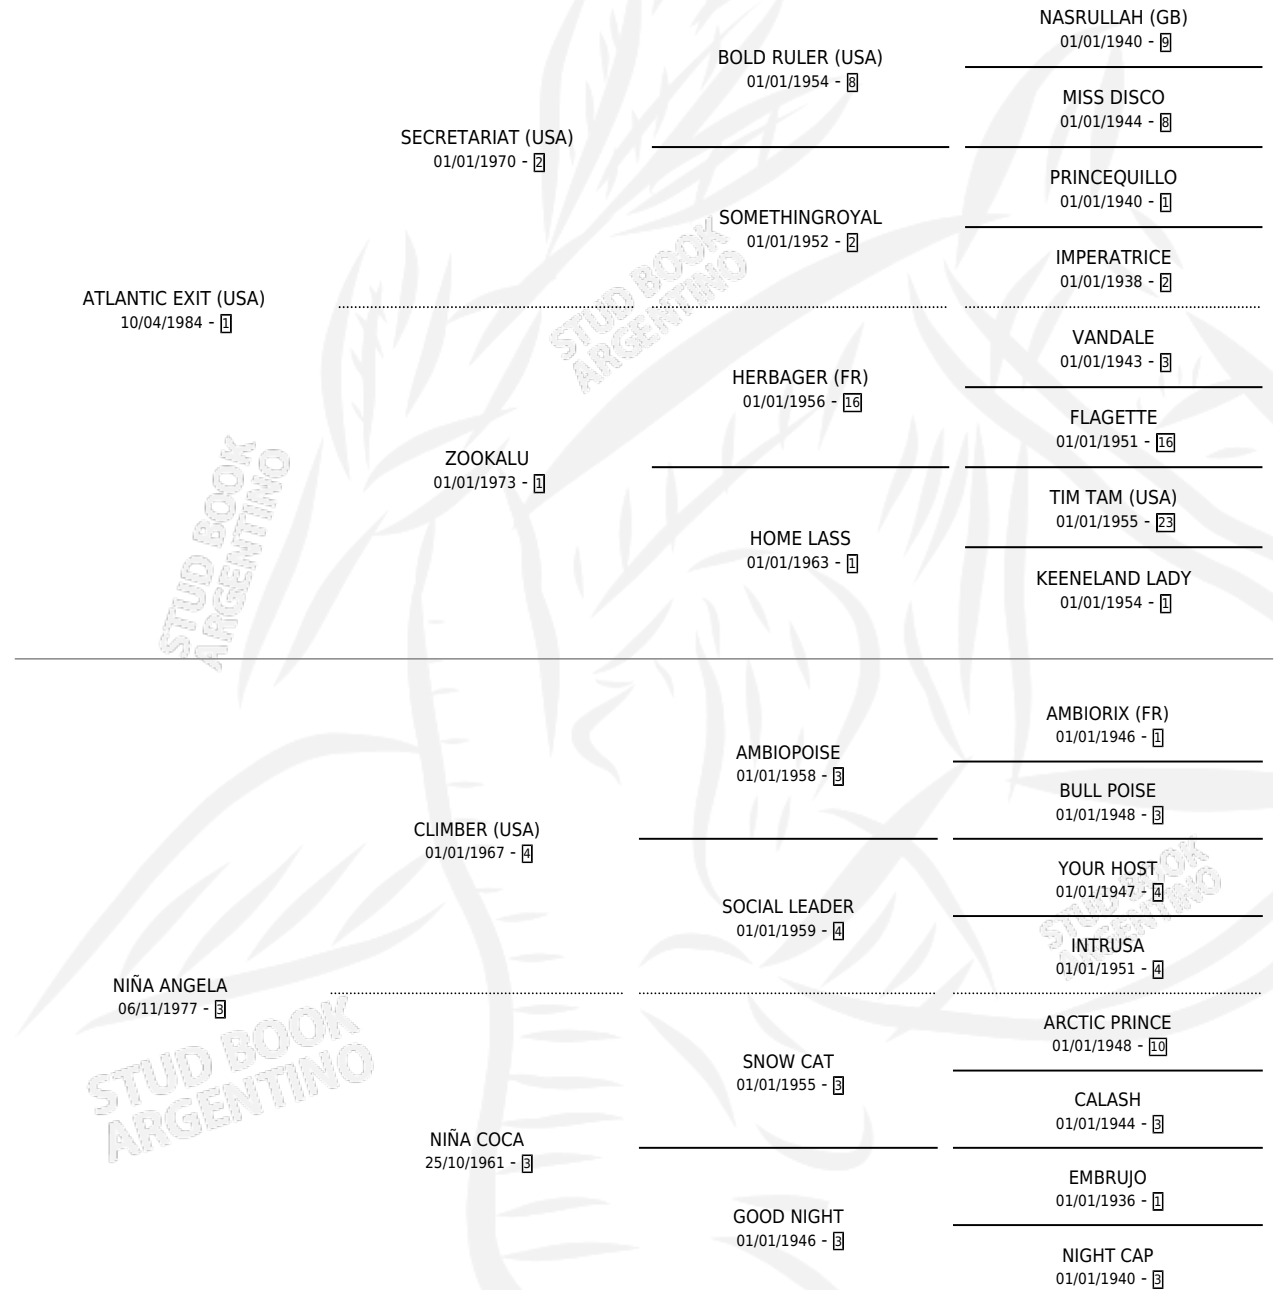 NASRULLAH (GB)
01/01/1940 - 9
BOLD RULER (USA)
01/01/1954 - 8
MISS DISCO
01/01/1944 - 8
SECRETARIAT (USA)
01/01/1970 - 2
PRINCEQUILLO
01/01/1940 - 1
SOMETHINGROYAL
01/01/1952 - 2
IMPERATRICE
01/01/1938 - 2
ATLANTIC EXIT (USA)
10/04/1984 - 1
VANDALE
01/01/1943 - 3
HERBAGER (FR)
01/01/1956 - 16
FLAGETTE
01/01/1951 - 16
ZOOKALU
01/01/1973 - 1
TIM TAM (USA)
01/01/1955 - 23
HOME LASS
01/01/1963 - 1
KEENELAND LADY
01/01/1954 - 1
AMBIORIX (FR)
01/01/1946 - 1
AMBIOPOISE
01/01/1958 - 3
BULL POISE
01/01/1948 - 3
CLIMBER (USA)
01/01/1967 - 4
YOUR HOST
01/01/1947 - 4
SOCIAL LEADER
01/01/1959 - 4
INTRUSA
01/01/1951 - 4
NIÑA ANGELA
06/11/1977 - 3
ARCTIC PRINCE
01/01/1948 - 10
SNOW CAT
01/01/1955 - 3
CALASH
01/01/1944 - 3
NIÑA COCA
25/10/1961 - 3
EMBRUJO
01/01/1936 - 1
GOOD NIGHT
01/01/1946 - 3
NIGHT CAP
01/01/1940 - 3
STUD BOOK
ARGENTINO
STUD BOOK
ARGENTINO
STUD BOOK
ARGENTINO
STUD BOOK
ARGENTINO